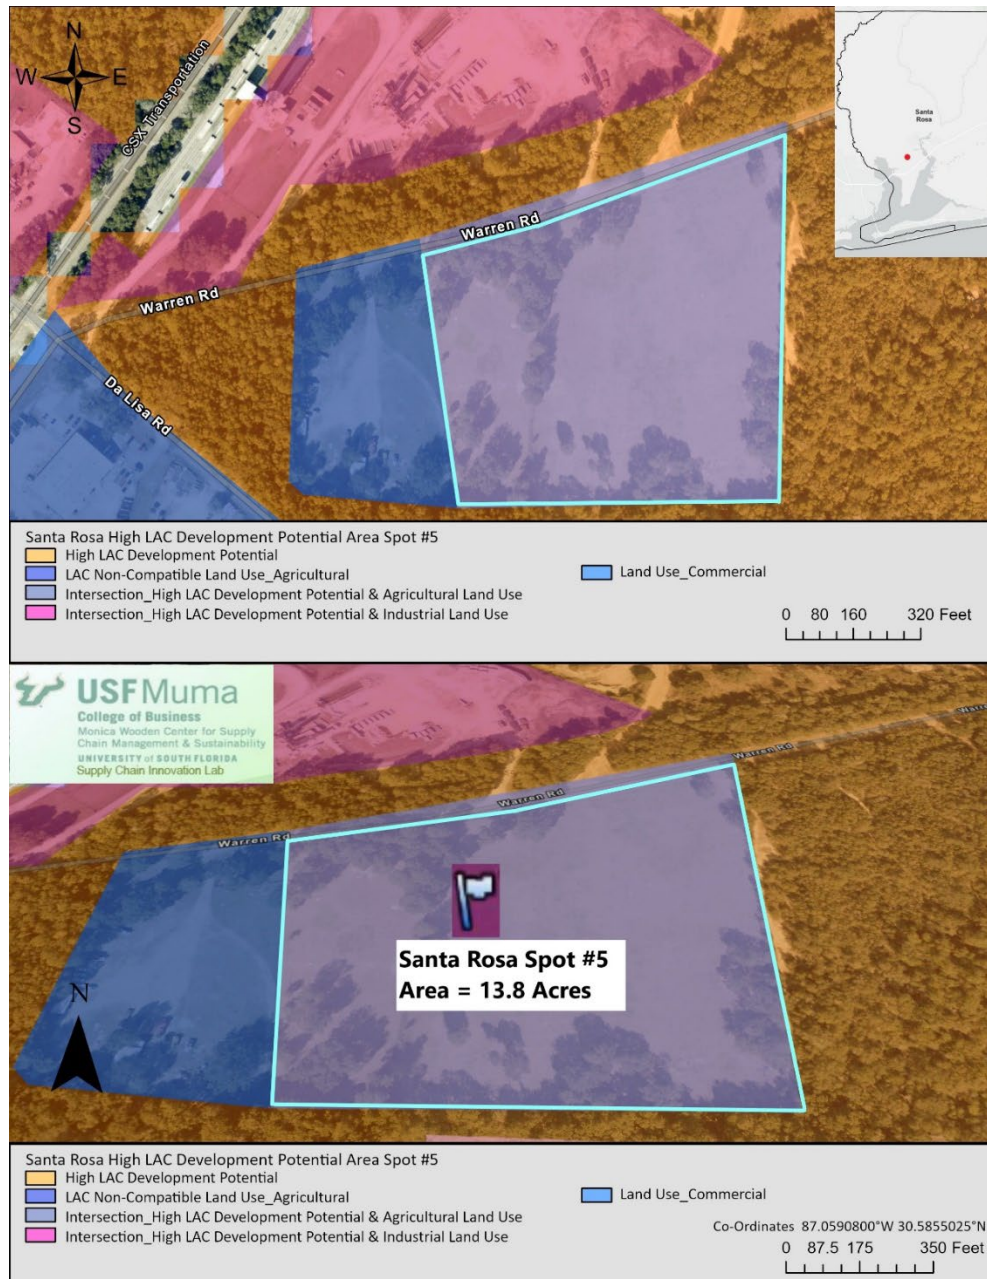 N
W E
S
CSX Transportation
Santa
Rosa
Warren Rd
Warren Rd
Da Lisa Rd
Santa Rosa High LAC Development Potential Area Spot #5
High LAC Development Potential
LAC Non-Compatible Land Use_Agricultural
Intersection_High LAC Development Potential & Agricultural Land Use
Intersection_High LAC Development Potential & Industrial Land Use
Land Use_Commercial
0 80 160 320 Feet
USF Muma
College of Business
Monica Wooden Center for Supply
Chain Management & Sustainability
UNIVERSITY of SOUTH FLORIDA
Supply Chain Innovation Lab
Warre
Warren Rd
Warren Rd
Warren Rd
Santa Rosa Spot #5
Area = 13.8 Acres
N
Santa Rosa High LAC Development Potential Area Spot #5
High LAC Development Potential
LAC Non-Compatible Land Use_Agricultural
Intersection_High LAC Development Potential & Agricultural Land Use
Intersection_High LAC Development Potential & Industrial Land Use
Land Use_Commercial
Co-Ordinates 87.0590800°W 30.5855025°N
0 87.5 175 350 Feet